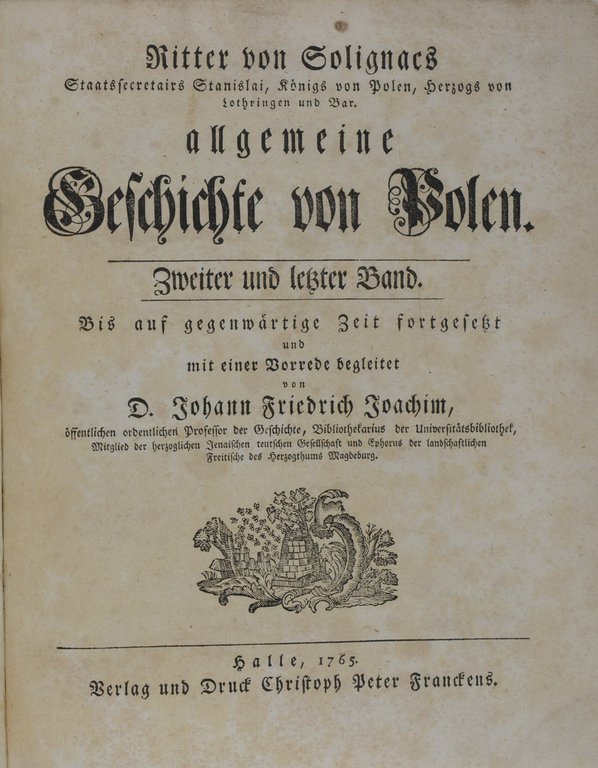 Ritter von Solignacs
Staatssecretairs Stanislai, Königs von Polen, Herzogs von
Lothringen und Bar.
allgemeine
Geschichte von Polen.
Zweiter und letzter Band.
Bis auf gegenwärtige Zeit fortgesetzt
und
mit einer Vorrede begleitet
von
D. Johann Friedrich Joachim,
öffentlichen ordentlichen Professor der Geschichte, Bibliothekarius der Universitätsbibliothek,
Mitglied der herzoglichen Jenaischen teutschen Gesellschaft und Ephorus der landschaftlichen
Freitische des Herzogthums Magdeburg.
Halle, 1765.
Verlag und Druck Christoph Peter Franckens.